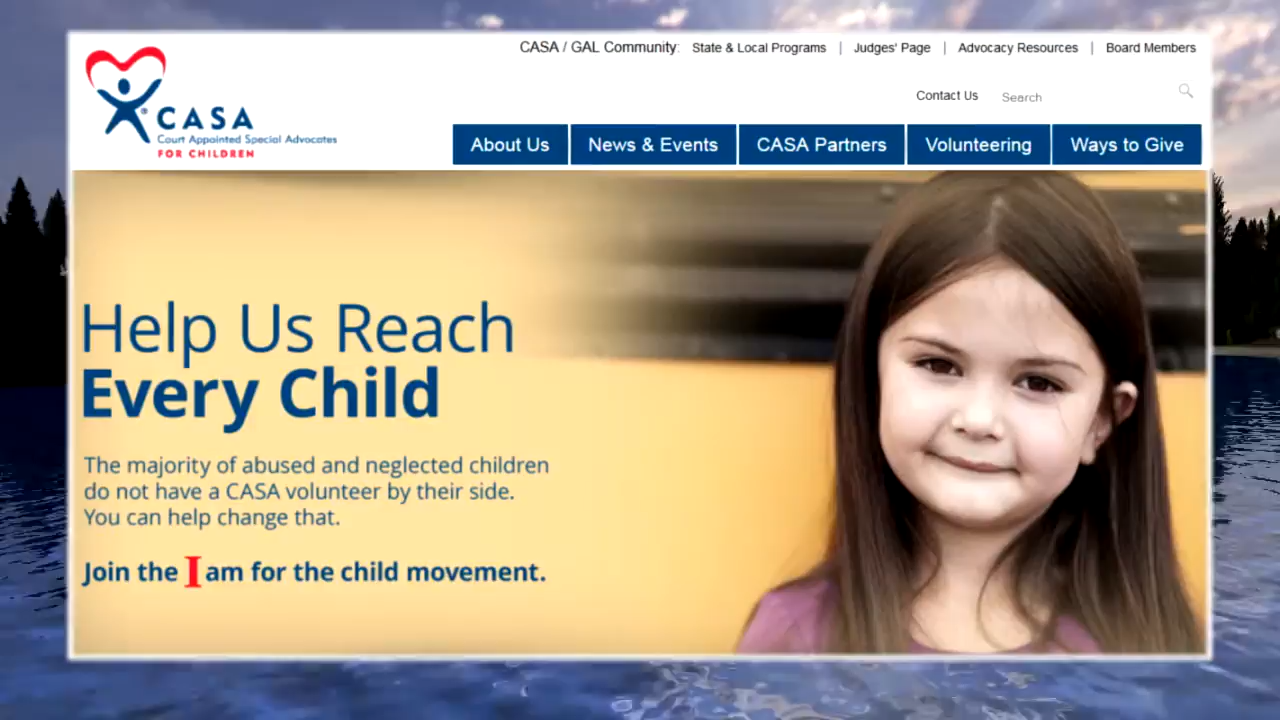 CASA / GAL Community: State & Local Programs | Judges' Page | Advocacy Resources | Board Members
Contact Us Search
® CASA
Court Appointed Special Advocates
FOR CHILDREN
About Us News & Events CASA Partners Volunteering Ways to Give
Help Us Reach
Every Child
The majority of abused and neglected children
do not have a CASA volunteer by their side.
You can help change that.
Join the I am for the child movement.